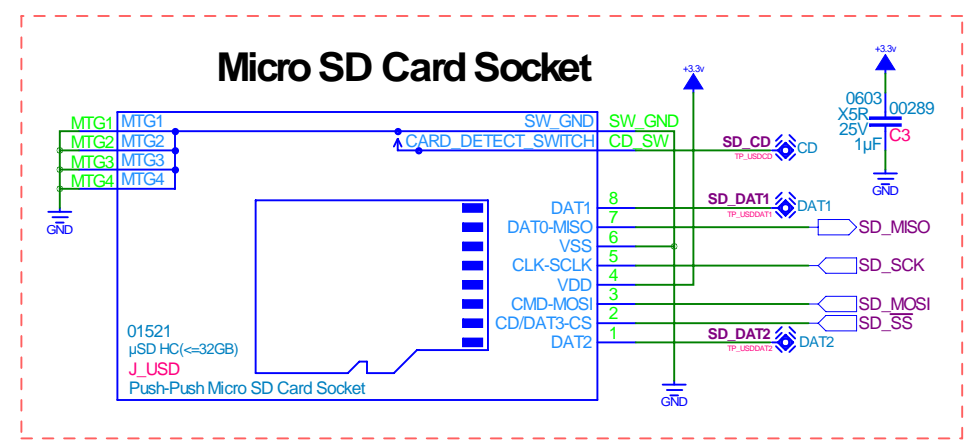 Micro SD Card Socket
+3.3v
+3.3v
0603
00289
X5R
25V
C3
1µF
GND
MTG1
MTG1
MTG2
MTG2
MTG3
MTG3
MTG4
MTG4
GND
SW_GND
SW_GND
CARD_DETECT_SWITCH
CD_SW
SD_CD
TP_USDCD
CD
DAT1
8
SD_DAT1
TP_USDDAT1
DAT1
DAT0-MISO
7
SD_MISO
VSS
6
CLK-SCLK
5
SD_SCK
VDD
4
CMD-MOSI
3
SD_MOSI
CD/DAT3-CS
2
SD_SS
DAT2
1
SD_DAT2
TP_USDDAT2
DAT2
01521
µSD HC(<=32GB)
J_USD
Push-Push Micro SD Card Socket
GND